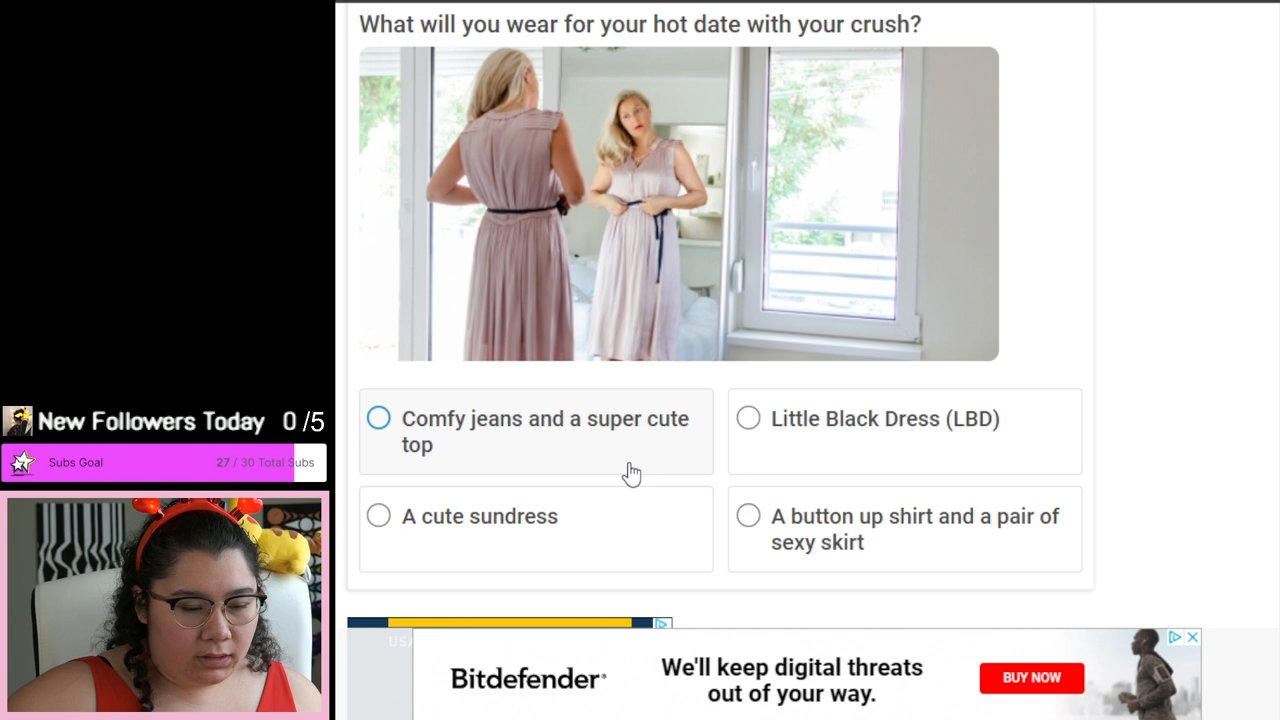 What will you wear for your hot date with your crush?
Comfy jeans and a super cute
top
Little Black Dress (LBD)
A cute sundress
A button up shirt and a pair of
sexy skirt
New Followers Today 0 /5
Subs Goal 27 / 30 Total Subs
USA
Bitdefender®
We'll keep digital threats
out of your way.
BUY NOW